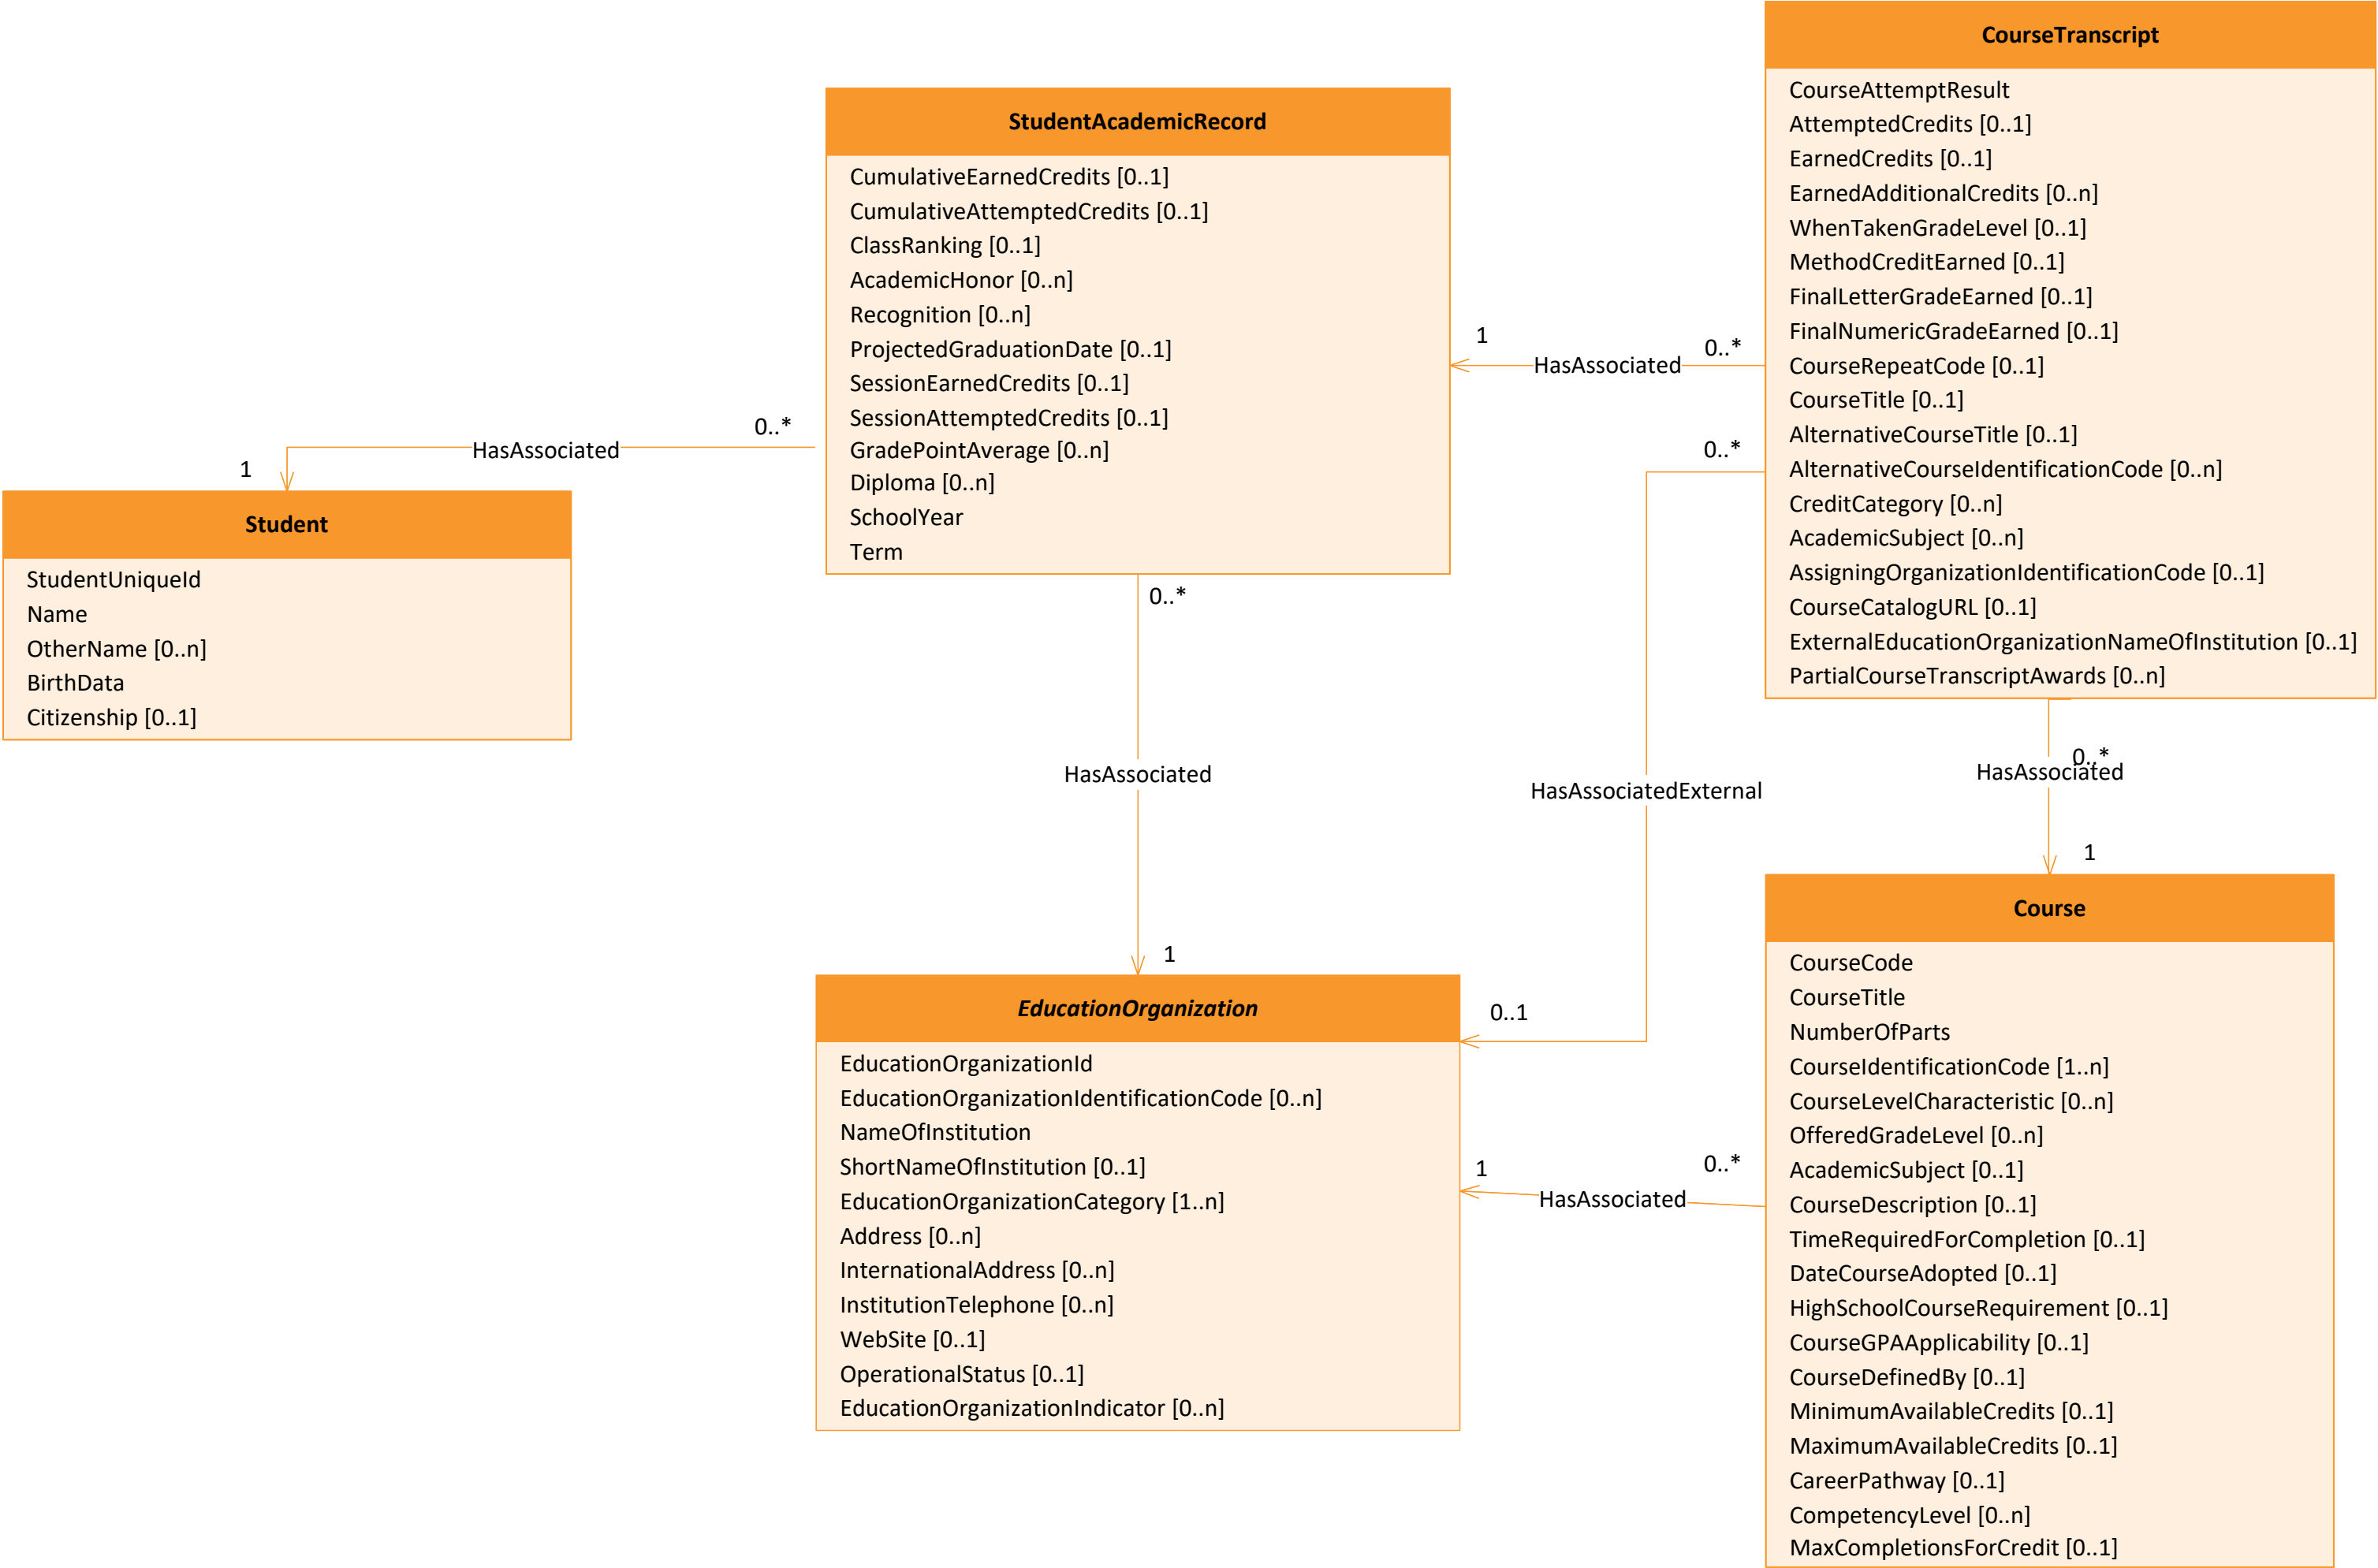 CourseTranscript
CourseAttemptResult
AttemptedCredits [0..1]
EarnedCredits [0..1]
EarnedAdditionalCredits [0..n]
WhenTakenGradeLevel [0..1]
MethodCreditEarned [0..1]
FinalLetterGradeEarned [0..1]
FinalNumericGradeEarned [0..1]
CourseRepeatCode [0..1]
CourseTitle [0..1]
AlternativeCourseTitle [0..1]
AlternativeCourseIdentificationCode [0..n]
CreditCategory [0..n]
AcademicSubject [0..n]
AssigningOrganizationIdentificationCode [0..1]
CourseCatalogURL [0..1]
ExternalEducationOrganizationNameOfInstitution [0..1]
PartialCourseTranscriptAwards [0..n]
StudentAcademicRecord
CumulativeEarnedCredits [0..1]
CumulativeAttemptedCredits [0..1]
ClassRanking [0..1]
AcademicHonor [0..n]
Recognition [0..n]
ProjectedGraduationDate [0..1]
SessionEarnedCredits [0..1]
SessionAttemptedCredits [0..1]
GradePointAverage [0..n]
Diploma [0..n]
SchoolYear
Term
1
HasAssociated
0..*
0..*
HasAssociated
1
0..*
Student
StudentUniqueId
Name
OtherName [0..n]
BirthData
Citizenship [0..1]
0..*
HasAssociated
1
HasAssociatedExternal
0..1
0..*
HasAssociated
1
EducationOrganization
EducationOrganizationId
EducationOrganizationIdentificationCode [0..n]
NameOfInstitution
ShortNameOfInstitution [0..1]
EducationOrganizationCategory [1..n]
Address [0..n]
InternationalAddress [0..n]
InstitutionTelephone [0..n]
WebSite [0..1]
OperationalStatus [0..1]
EducationOrganizationIndicator [0..n]
1
HasAssociated
0..*
Course
CourseCode
CourseTitle
NumberOfParts
CourseIdentificationCode [1..n]
CourseLevelCharacteristic [0..n]
OfferedGradeLevel [0..n]
AcademicSubject [0..1]
CourseDescription [0..1]
TimeRequiredForCompletion [0..1]
DateCourseAdopted [0..1]
HighSchoolCourseRequirement [0..1]
CourseGPAApplicability [0..1]
CourseDefinedBy [0..1]
MinimumAvailableCredits [0..1]
MaximumAvailableCredits [0..1]
CareerPathway [0..1]
CompetencyLevel [0..n]
MaxCompletionsForCredit [0..1]